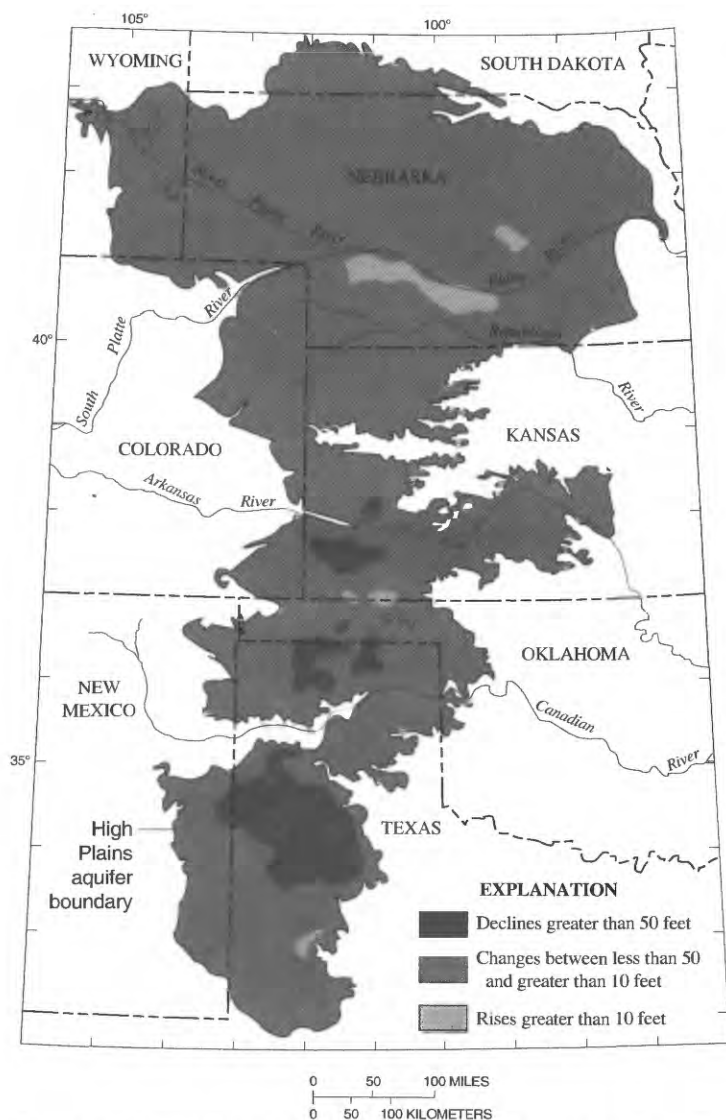 105°
100°
WYOMING
SOUTH DAKOTA
NEBRASKA
Platte
River
Platte
River
40°
South
Platte
River
Republican
River
COLORADO
KANSAS
Arkansas
River
OKLAHOMA
NEW
MEXICO
Canadian
River
35°
High
Plains
aquifer
boundary
TEXAS
EXPLANATION
Declines greater than 50 feet
Changes between less than 50
and greater than 10 feet
Rises greater than 10 feet
0 50 100 MILES
0 50 100 KILOMETERS